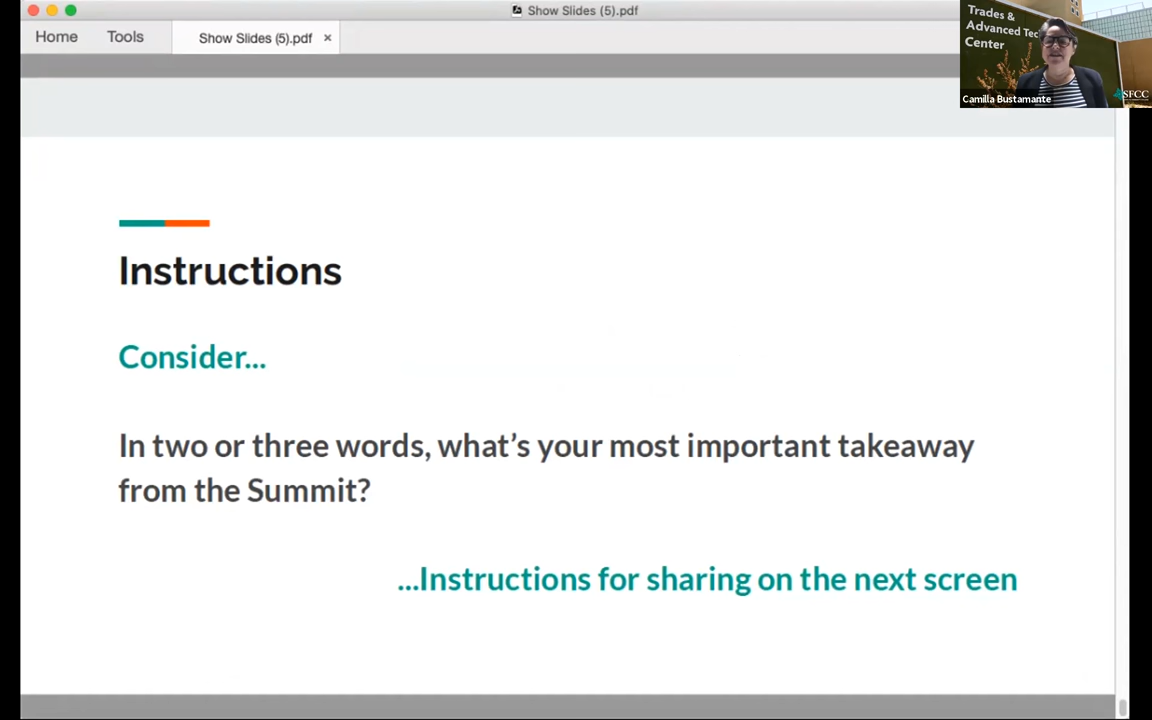 Show Slides (5).pdf
Home
Tools
Show Slides (5).pdf ×
Trades &
Advanced Tec
Center
Camilla Bustamante
SFCC
Instructions
Consider...
In two or three words, what's your most important takeaway
from the Summit?
...Instructions for sharing on the next screen